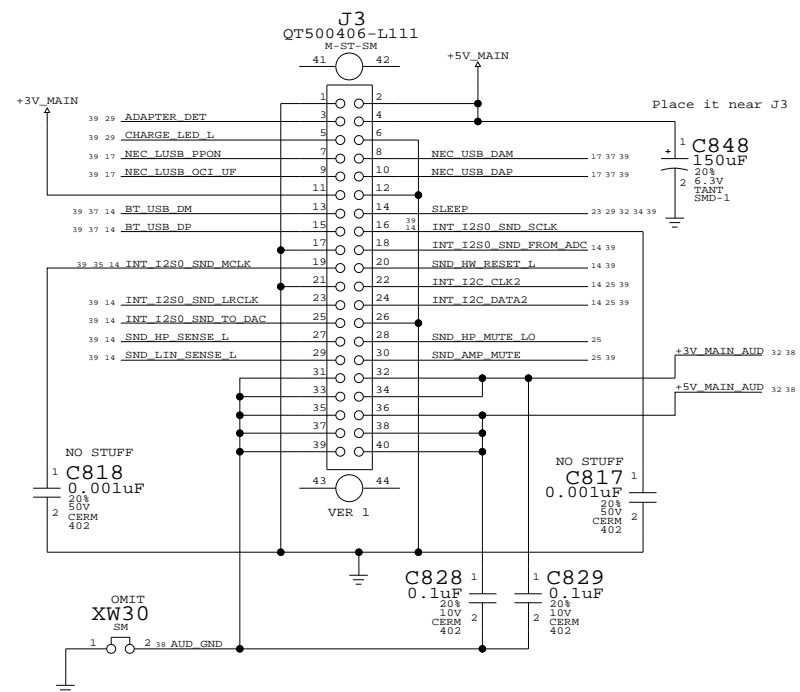 J3
QT500406-L111
M-ST-SM
41 42
+5V_MAIN
+3V_MAIN
Place it near J3
1 2
39 29 ADAPTER_DET 3 4
39 29 CHARGE_LED_L 5 6
39 17 NEC_LUSB_PPON 7 8 NEC_USB_DAM 17 37 39
39 17 NEC_LUSB_OCI_UF 9 10 NEC_USB_DAP 17 37 39
11 12
39 37 14 BT_USB_DM 13 14 SLEEP 23 29 32 34 39
39 37 14 BT_USB_DP 15 16 39 14 INT_I2S0_SND_SCLK
17 18 INT_I2S0_SND_FROM_ADC 14 39
39 35 14 INT_I2S0_SND_MCLK 19 20 SND_HW_RESET_L 14 39
21 22 INT_I2C_CLK2 14 25 39
39 14 INT_I2S0_SND_LRCLK 23 24 INT_I2C_DATA2 14 25 39
39 14 INT_I2S0_SND_TO_DAC 25 26
39 14 SND_HP_SENSE_L 27 28 SND_HP_MUTE_LO 25
39 14 SND_LIN_SENSE_L 29 30 SND_AMP_MUTE 25 39
31 32
33 34
35 36
37 38
39 40
43 44
VER 1
+
1
C848
150uF
20%
6.3V
2 TANT
SMD-1
+3V_MAIN_AUD 32 38
+5V_MAIN_AUD 32 38
NO STUFF
1 C818
0.001uF
20%
50V
2 CERM
402
NO STUFF
C817 1
0.001uF
20%
50V
CERM 2
402
C828 1
0.1uF
20%
10V
CERM 2
402
1 C829
0.1uF
20%
10V
2 CERM
402
OMIT
XW30
SM
1 2 38 AUD_GND